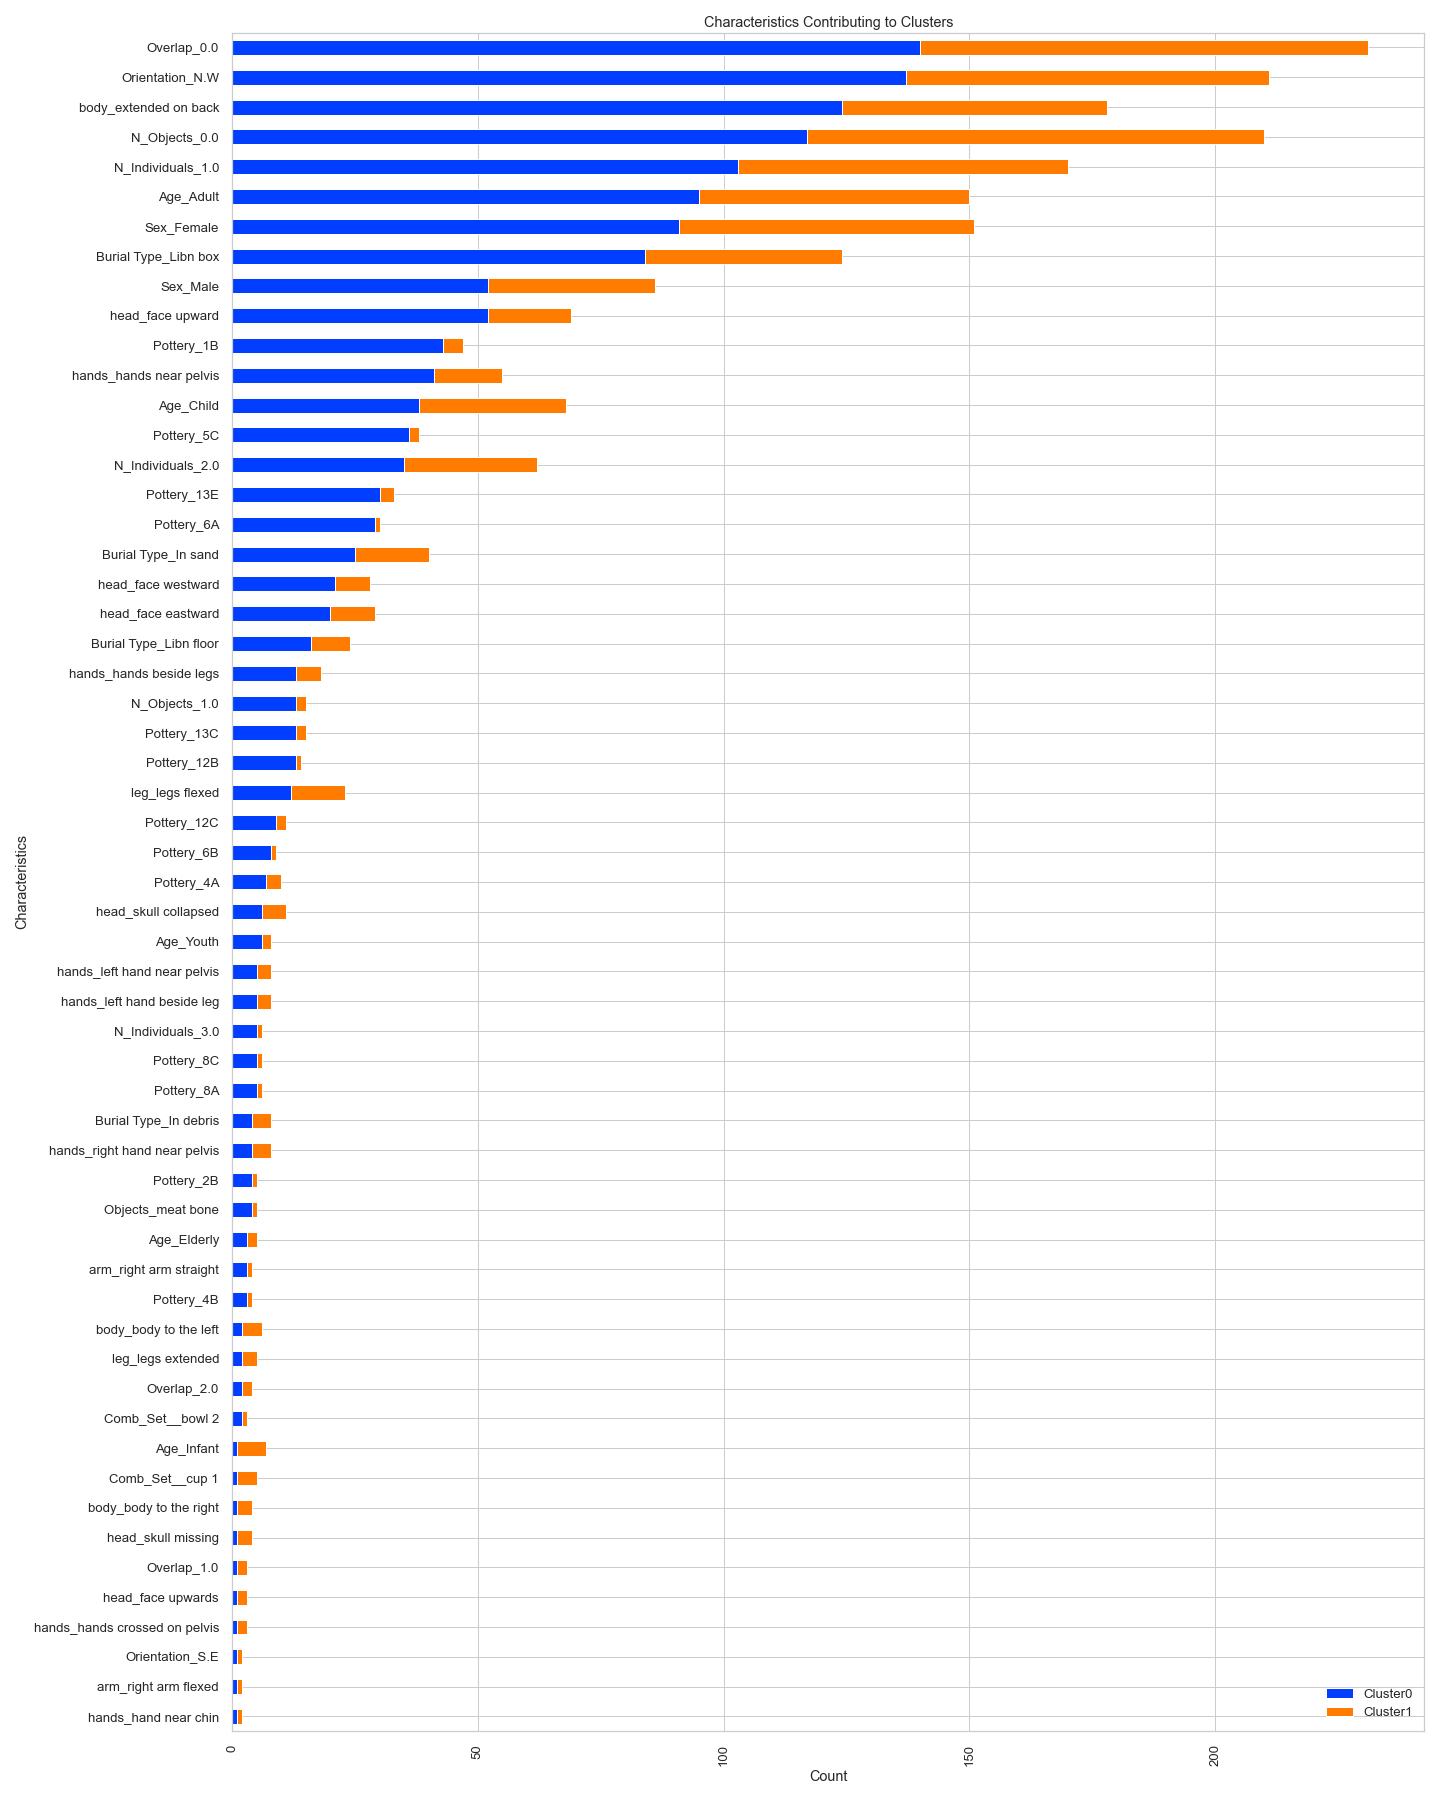 Characteristics Contributing to Clusters
Overlap_0.0
Orientation_N.W
body_extended on back
N_Objects_0.0
N_Individuals_1.0
Age_Adult
Sex_Female
Burial Type_Libn box
Sex_Male
head_face upward
Pottery_1B
hands_hands near pelvis
Age_Child
Pottery_5C
N_Individuals_2.0
Pottery_13E
Pottery_6A
Burial Type_In sand
head_face westward
head_face eastward
Burial Type_Libn floor
hands_hands beside legs
N_Objects_1.0
Pottery_13C
Pottery_12B
leg_legs flexed
Pottery_12C
Pottery_6B
Pottery_4A
head_skull collapsed
Age_Youth
hands_left hand near pelvis
hands_left hand beside leg
N_Individuals_3.0
Pottery_8C
Pottery_8A
Burial Type_In debris
hands_right hand near pelvis
Pottery_2B
Objects_meat bone
Age_Elderly
arm_right arm straight
Pottery_4B
body_body to the left
leg_legs extended
Overlap_2.0
Comb_Set__bowl 2
Age_Infant
Comb_Set__cup 1
body_body to the right
head_skull missing
Overlap_1.0
head_face upwards
hands_hands crossed on pelvis
Orientation_S.E
arm_right arm flexed
hands_hand near chin
Characteristics
Cluster0
Cluster1
0 50 100 150 200
Count